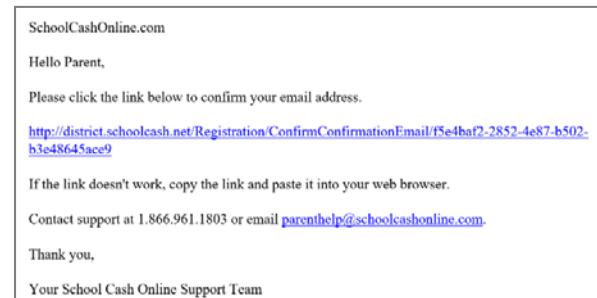 SchoolCashOnline.com
Hello Parent,
Please click the link below to confirm your email address.
http://district.schoolcash.net/Registration/ConfirmConfirmationEmail/f5e4baf2-2852-4e87-b502-
b3e48645ace9
If the link doesn't work, copy the link and paste it into your web browser.
Contact support at 1.866.961.1803 or email parenthelp@schoolcashonline.com.
Thank you,
Your School Cash Online Support Team